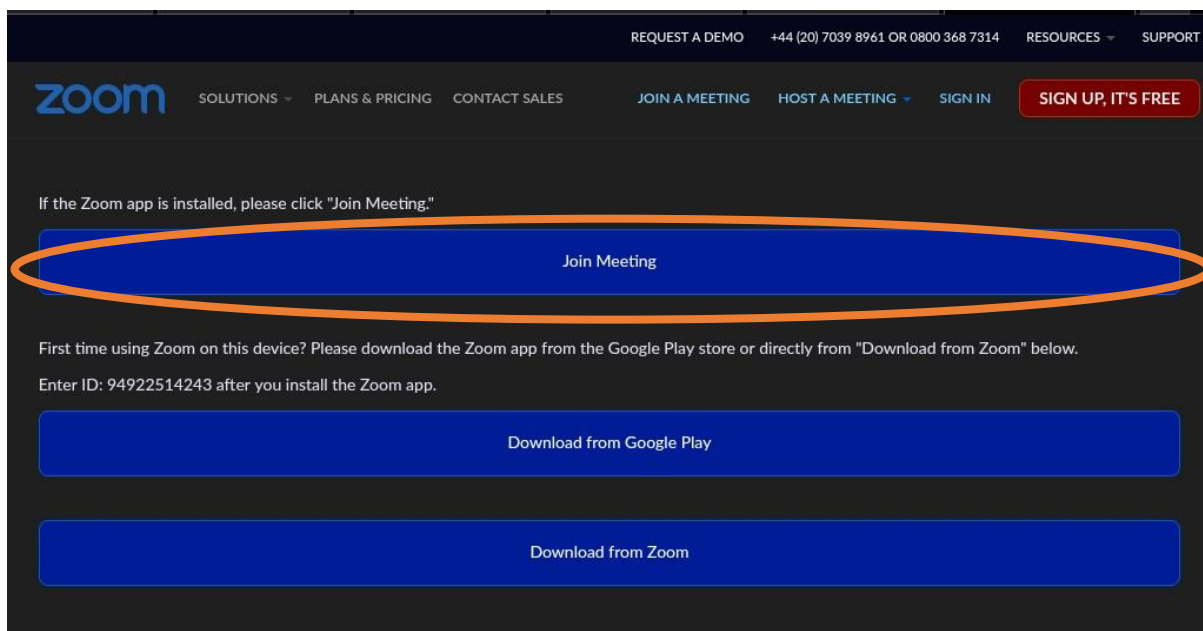 REQUEST A DEMO +44 (20) 7039 8961 OR 0800 368 7314 RESOURCES SUPPORT
zoom SOLUTIONS PLANS & PRICING CONTACT SALES JOIN A MEETING HOST A MEETING SIGN IN SIGN UP, IT'S FREE
If the Zoom app is installed, please click "Join Meeting."
Join Meeting
First time using Zoom on this device? Please download the Zoom app from the Google Play store or directly from "Download from Zoom" below.
Enter ID: 94922514243 after you install the Zoom app.
Download from Google Play
Download from Zoom